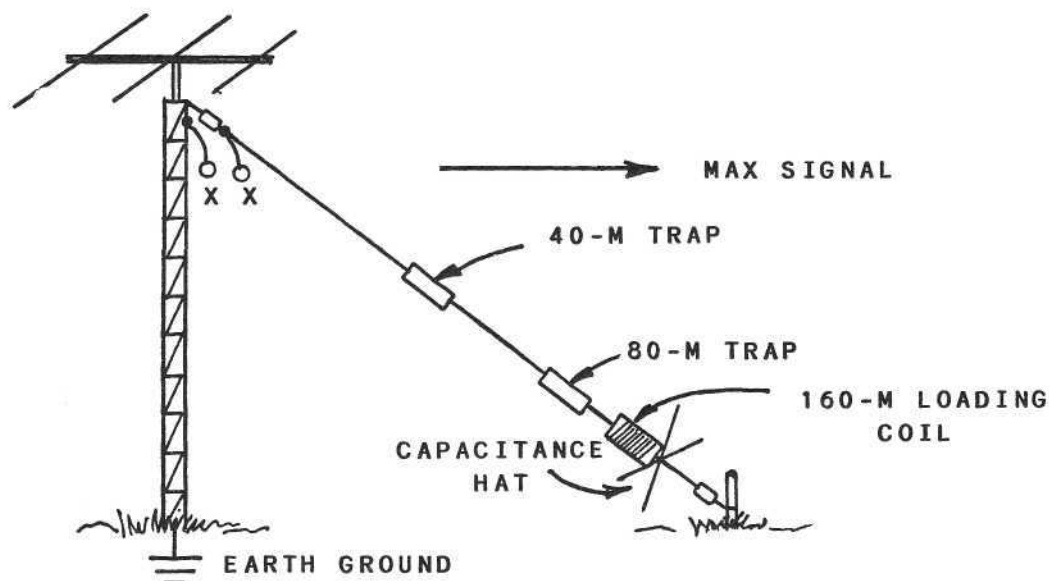 X X
MAX SIGNAL
40-M TRAP
80-M TRAP
160-M LOADING
COIL
CAPACITANCE
HAT
EARTH GROUND